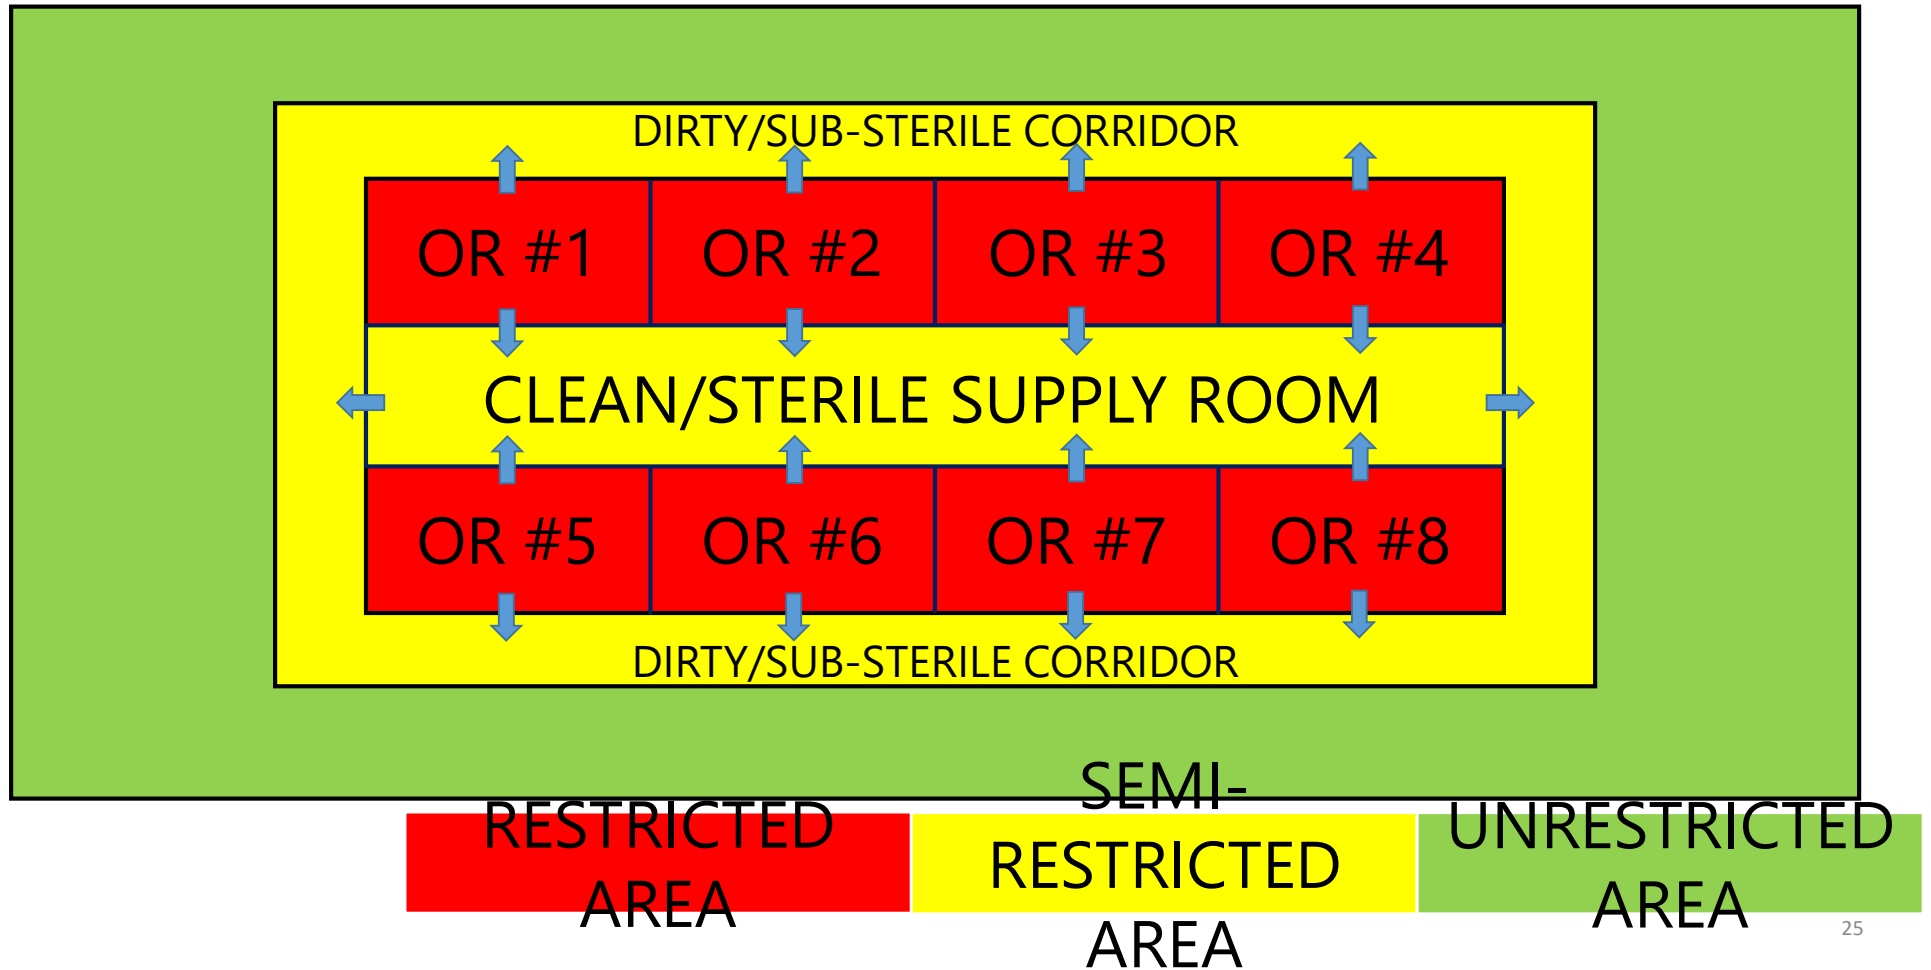 DIRTY/SUB-STERILE CORRIDOR
OR #1
OR #2
OR #3
OR #4
CLEAN/STERILE SUPPLY ROOM
OR #5
OR #6
OR #7
OR #8
DIRTY/SUB-STERILE CORRIDOR
RESTRICTED
AREA
SEMI-
RESTRICTED
AREA
UNRESTRICTED
AREA
25